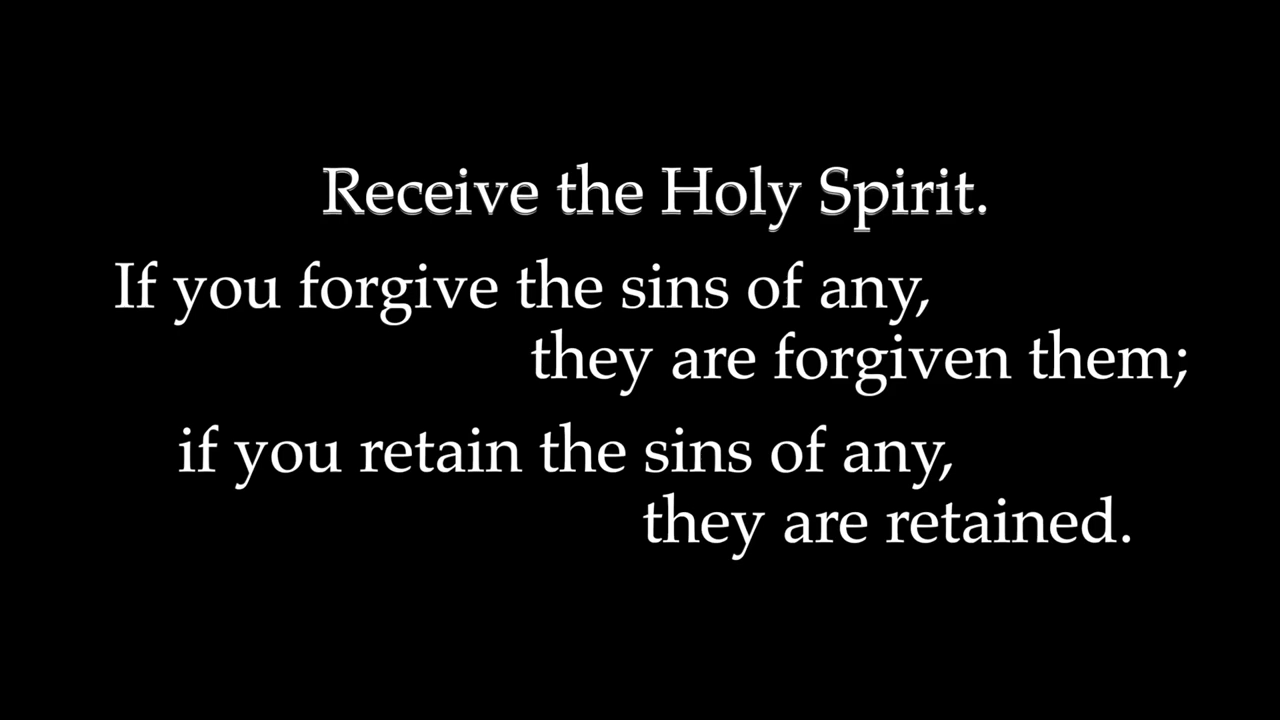 Receive the Holy Spirit.
If you forgive the sins of any,
they are forgiven them;
if you retain the sins of any,
they are retained.